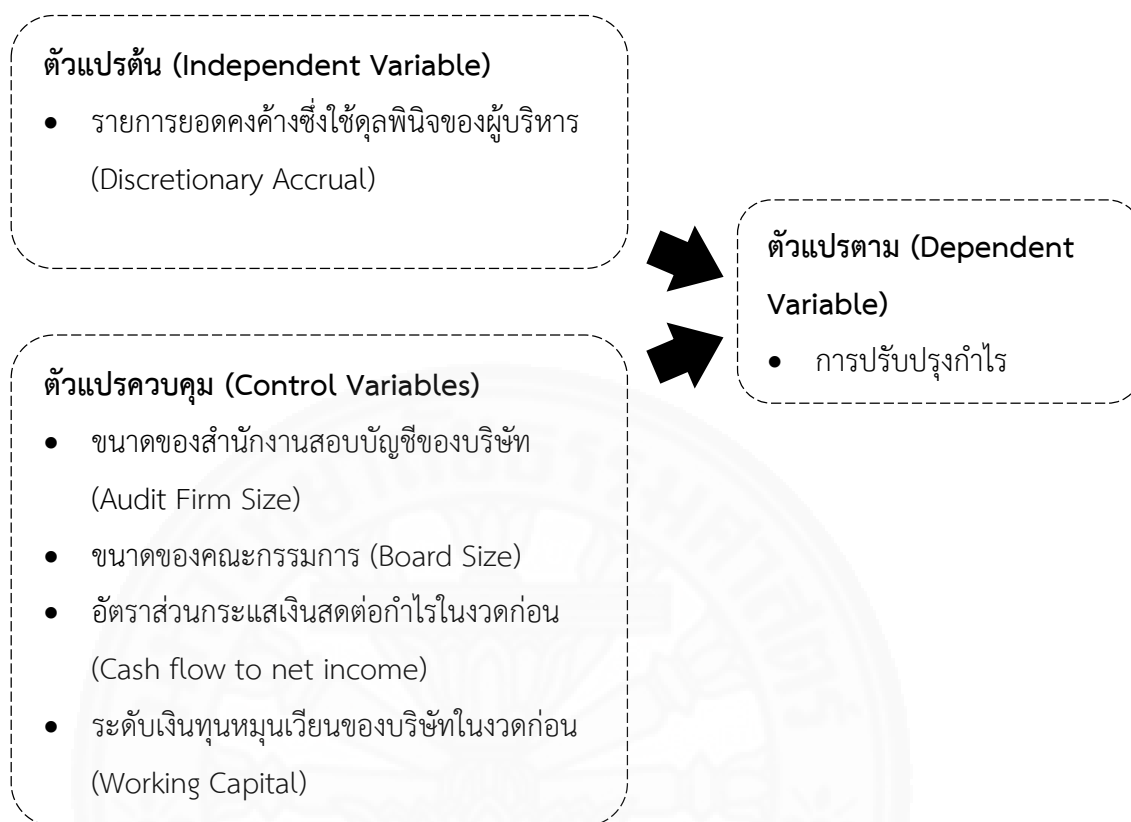 ตัวแปรต้น (Independent Variable)
• รายการยอดคงค้างซึ่งใช้ดุลพินิจของผู้บริหาร
(Discretionary Accrual)
ตัวแปรตาม (Dependent
Variable)
• การปรับปรุงกำไร
ตัวแปรควบคุม (Control Variables)
• ขนาดของสำนักงานสอบบัญชีของบริษัท
(Audit Firm Size)
• ขนาดของคณะกรรมการ (Board Size)
• อัตราส่วนกระแสเงินสดต่อกำไรในงวดก่อน
(Cash flow to net income)
• ระดับเงินทุนหมุนเวียนของบริษัทในงวดก่อน
(Working Capital)